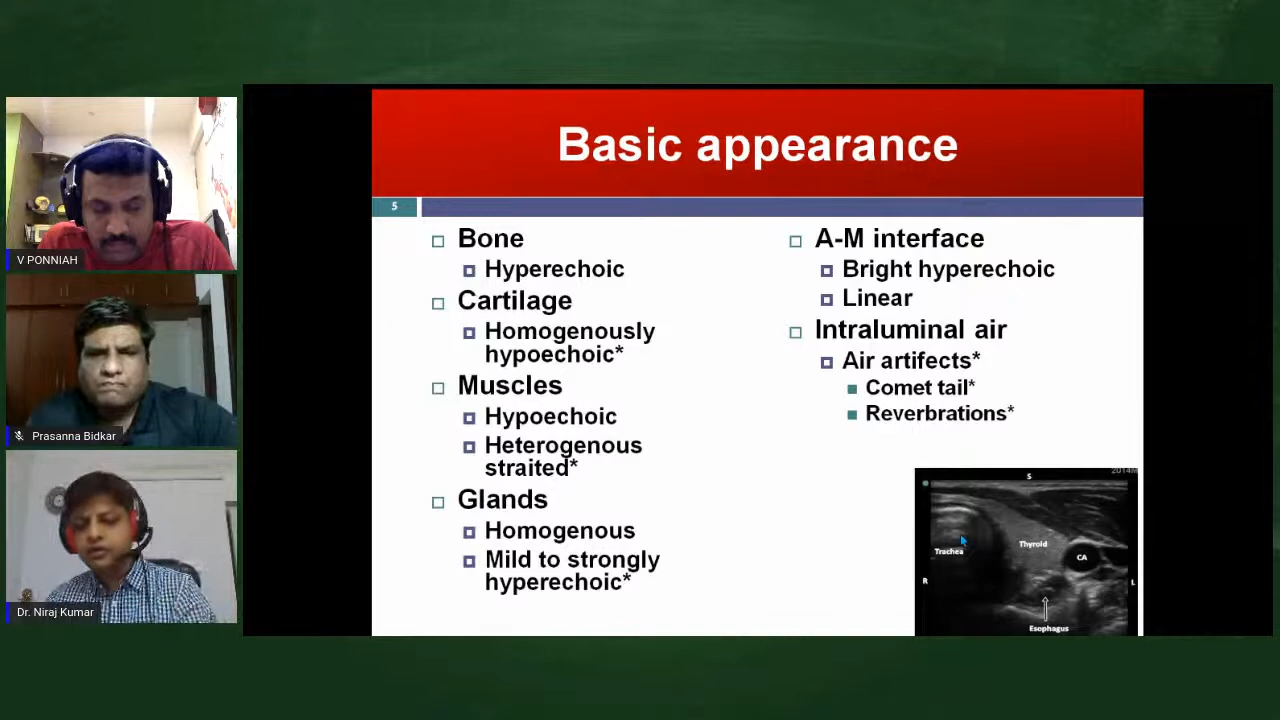 V PONNIAH
Prasanna Bidkar
Dr. Niraj Kumar
Basic appearance
5
Bone
Hyperechoic
Cartilage
Homogenously
hypoechoic*
Muscles
Hypoechoic
Heterogenous
straited*
Glands
Homogenous
Mild to strongly
hyperechoic*
A-M interface
Bright hyperechoic
Linear
Intraluminal air
Air artifects*
Comet tail*
Reverbrations*
S
Trachea
Thyroid
CA
R
L
Esophagus